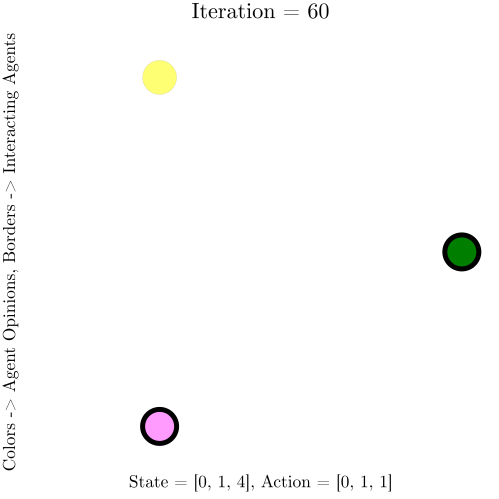 Iteration = 60
Colors -> Agent Opinions, Borders -> Interacting Agents
State = [0, 1, 4], Action = [0, 1, 1]